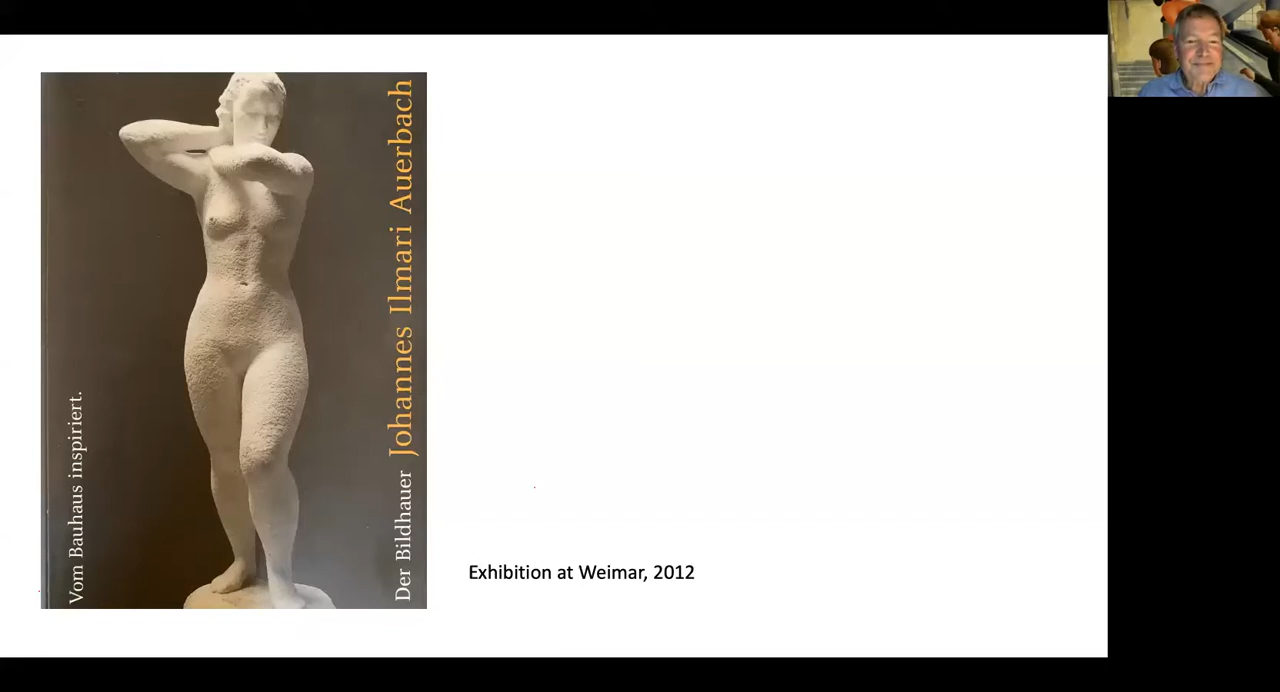 Vom Bauhaus inspiriert.
Der Bildhauer Johannes Ilmari Auerbach
Exhibition at Weimar, 2012